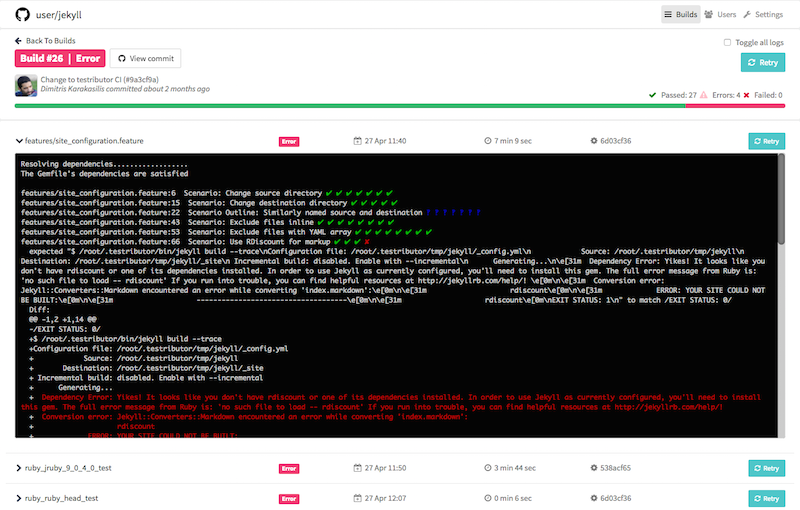 user/jekyll
Builds Users Settings
Back To Builds
Toggle all logs
Build #26 | Error
View commit
Retry
Change to testributor CI (#9a3cf9a)
Dimitris Karakasilis committed about 2 months ago
Passed: 27 Errors: 4 Failed: 0
features/site_configuration.feature Error 27 Apr 11:40 7 min 9 sec 6d03cf36 Retry
Resolving dependencies..................
The Gemfile's dependencies are satisfied
features/site_configuration.feature:6 Scenario: Change source directory ✔ ✔ ✔ ✔ ✔ ✔ ✔
features/site_configuration.feature:15 Scenario: Change destination directory ✔ ✔ ✔ ✔ ✔
features/site_configuration.feature:22 Scenario Outline: Similarly named source and destination
features/site_configuration.feature:43 Scenario: Exclude files inline ✔ ✔ ✔ ✔ ✔ ✔ ✔ ✔
features/site_configuration.feature:53 Scenario: Exclude files with YAML array ✔ ✔ ✔ ✔ ✔ ✔ ✔ ✔
features/site_configuration.feature:66 Scenario: Use RDiscount for markup ✔ ✔ ✔ ✘
expected "$ /root/.testributor/bin/jekyll build --trace\nConfiguration file: /root/.testributor/tmp/jekyll/_config.yml\n Source: /root/.testributor/tmp/jekyll\n
Destination: /root/.testributor/tmp/jekyll/_site\n Incremental build: disabled. Enable with --incremental\n Generating...\n\e[31m Dependency Error: Yikes! It looks like you
don't have rdiscount or one of its dependencies installed. In order to use Jekyll as currently configured, you'll need to install this gem. The full error message from Ruby is:
'no such file to load -- rdiscount' If you run into trouble, you can find helpful resources at http://jekyllrb.com/help/! \e[0m\n\e[31m Conversion error:
Jekyll::Converters::Markdown encountered an error while converting 'index.markdown':\e[0m\n\e[31m rdiscount\e[0m\n\e[31m ERROR: YOUR SITE COULD NOT
BE BUILT:\e[0m\n\e[31m ------------------------------------\e[0m\n\e[31m rdiscount\e[0m\nEXIT STATUS: 1\n" to match /EXIT STATUS: 0/
Diff:
@@ -1,2 +1,14 @@
-/EXIT STATUS: 0/
+$ /root/.testributor/bin/jekyll build --trace
+Configuration file: /root/.testributor/tmp/jekyll/_config.yml
+ Source: /root/.testributor/tmp/jekyll
+ Destination: /root/.testributor/tmp/jekyll/_site
+ Incremental build: disabled. Enable with --incremental
+ Generating...
+ Dependency Error: Yikes! It looks like you don't have rdiscount or one of its dependencies installed. In order to use Jekyll as currently configured, you'll need to install
this gem. The full error message from Ruby is: 'no such file to load -- rdiscount' If you run into trouble, you can find helpful resources at http://jekyllrb.com/help/!
+ Conversion error: Jekyll::Converters::Markdown encountered an error while converting 'index.markdown':
+ rdiscount
+ ERROR: YOUR SITE COULD NOT BE BUILT:
ruby_jruby_9_0_4_0_test Error 27 Apr 11:50 3 min 44 sec 538acf65 Retry
ruby_ruby_head_test Error 27 Apr 12:07 0 min 6 sec 6d03cf36 Retry